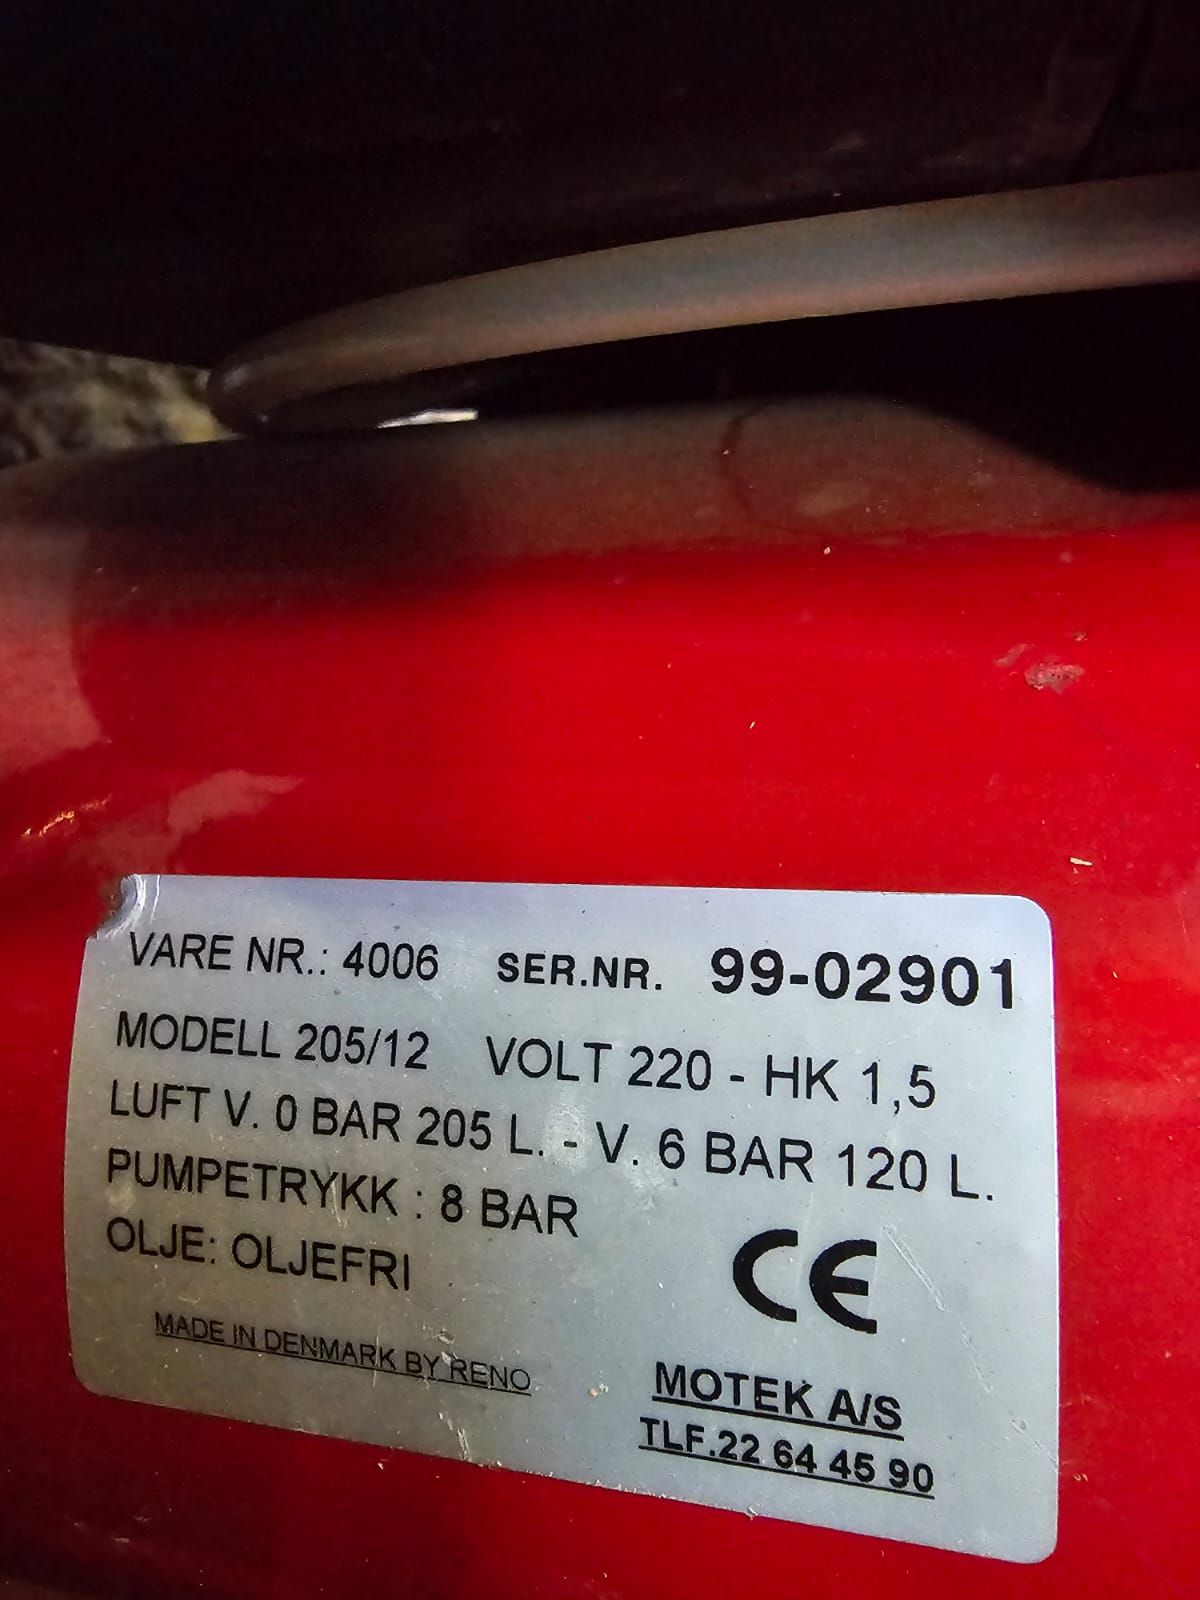 VARE NR.: 4006 SER.NR. 99-02901
MODELL 205/12 VOLT 220 - HK 1,5
LUFT V. 0 BAR 205 L. - V. 6 BAR 120 L.
PUMPETRYKK : 8 BAR
OLJE: OLJEFRI
CE
MADE IN DENMARK BY RENO
MOTEK A/S
TLF.22 64 45 90